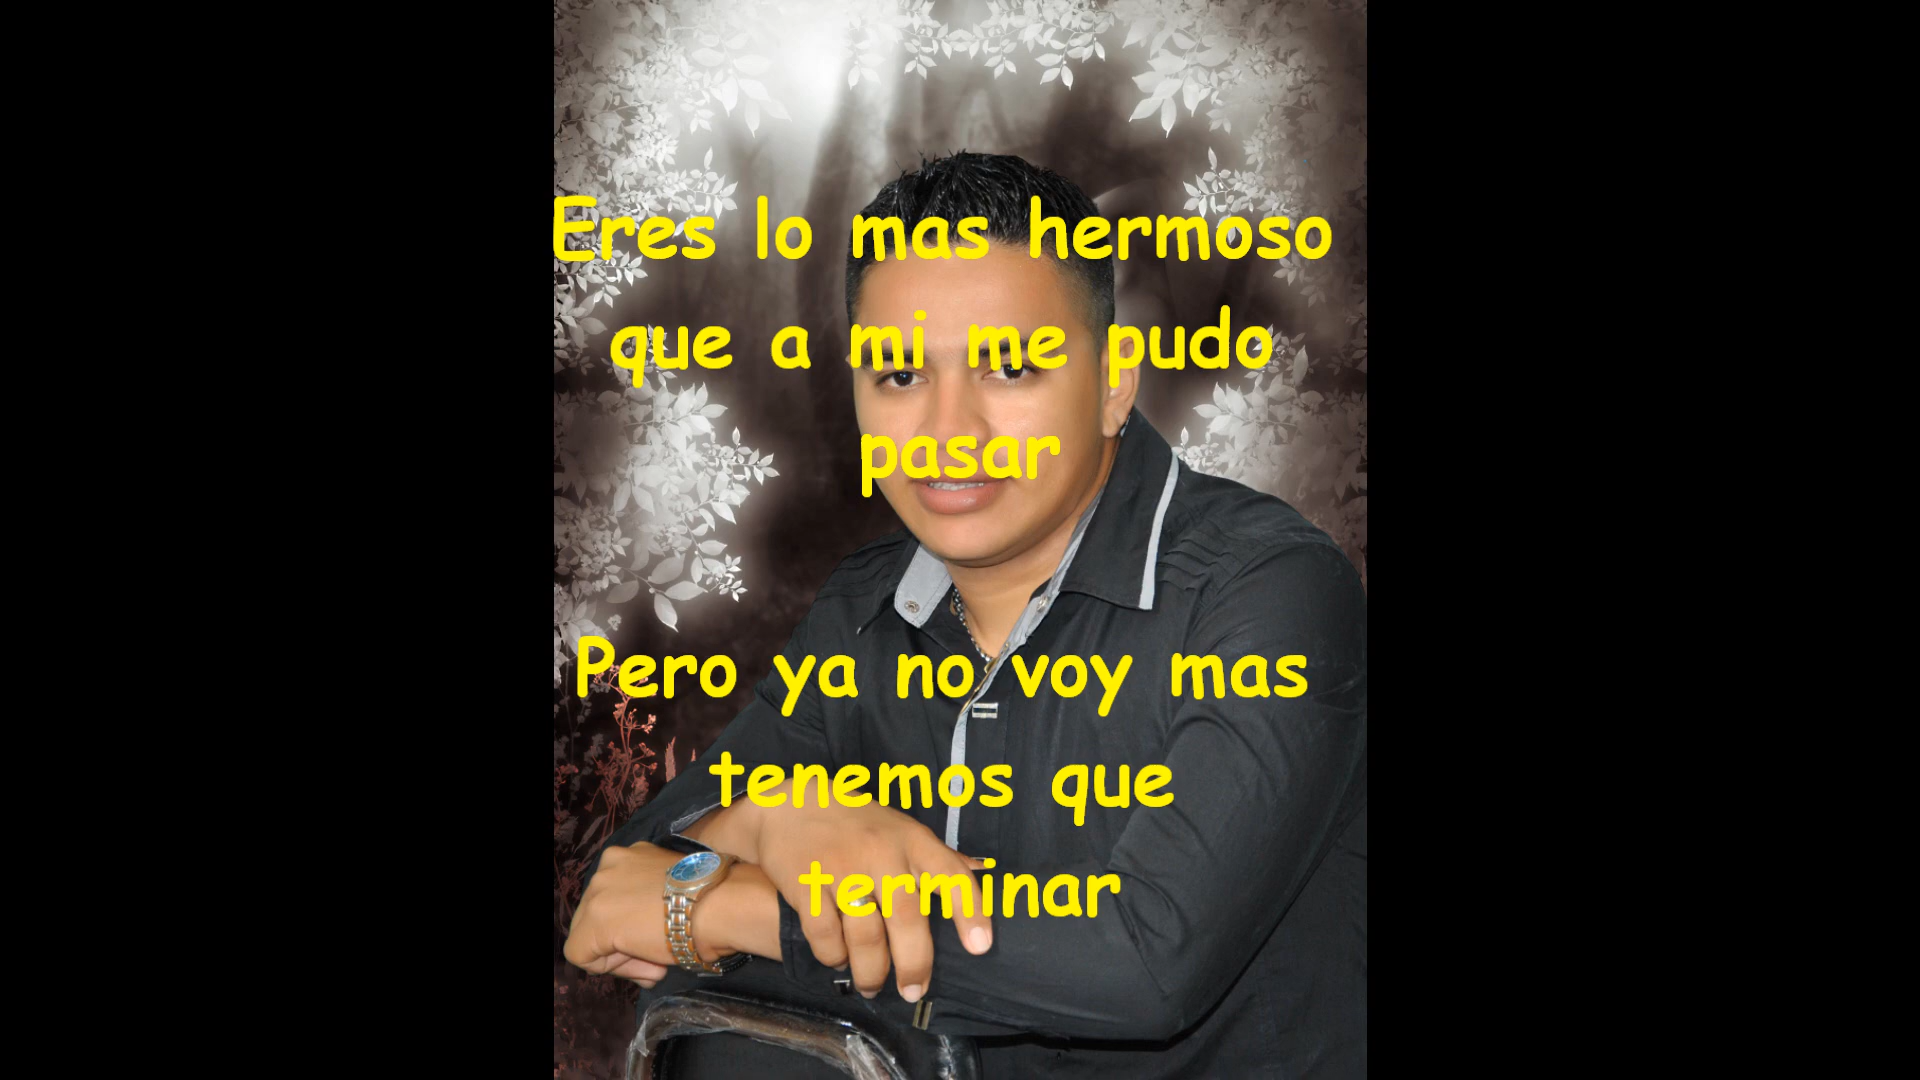 Eres lo mas hermoso
que a mi me pudo
pasar
Pero ya no voy mas
tenemos que
terminar